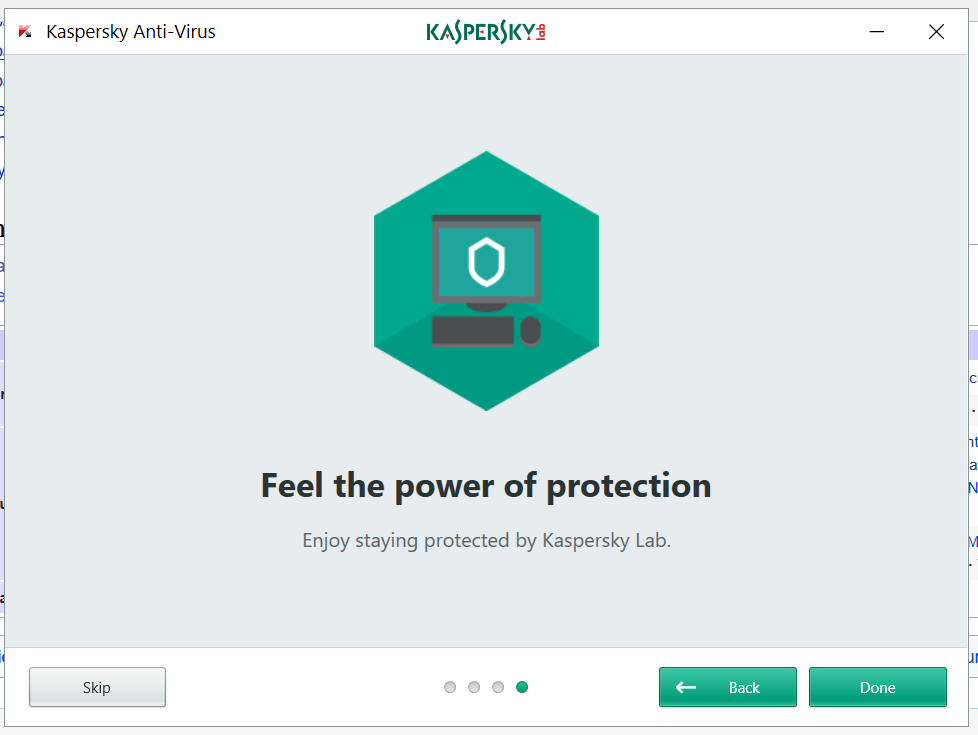 Kaspersky Anti-Virus
KASPERSKY lab
Feel the power of protection
Enjoy staying protected by Kaspersky Lab.
Skip
Back
Done